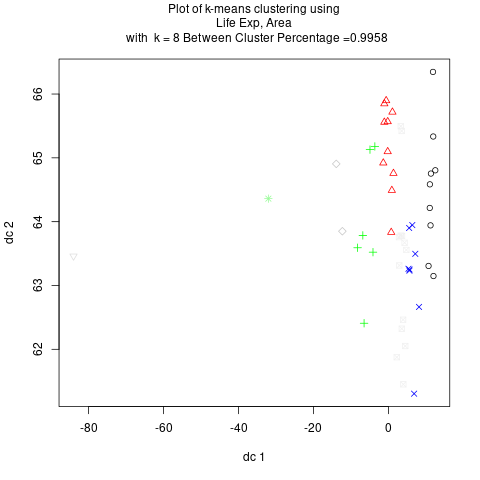 Plot of k-means clustering using
Life Exp, Area
with k = 8 Between Cluster Percentage =0.9958
66
65
64
63
62
dc 2
-80
-60
-40
-20
0
dc 1